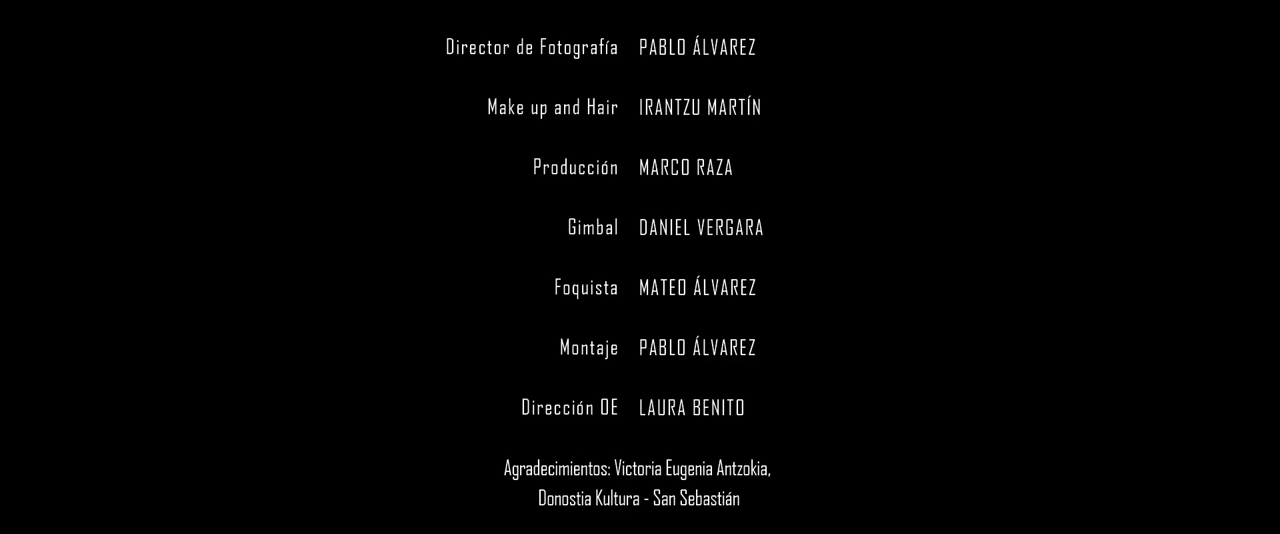 Director de Fotografía PABLO ÁLVAREZ
Make up and Hair IRANTZU MARTÍN
Producción MARCO RAZA
Gimbal DANIEL VERGARA
Foquista MATEO ÁLVAREZ
Montaje PABLO ÁLVAREZ
Dirección OE LAURA BENITO
Agradecimientos: Victoria Eugenia Antzokia,
Donostia Kultura - San Sebastián